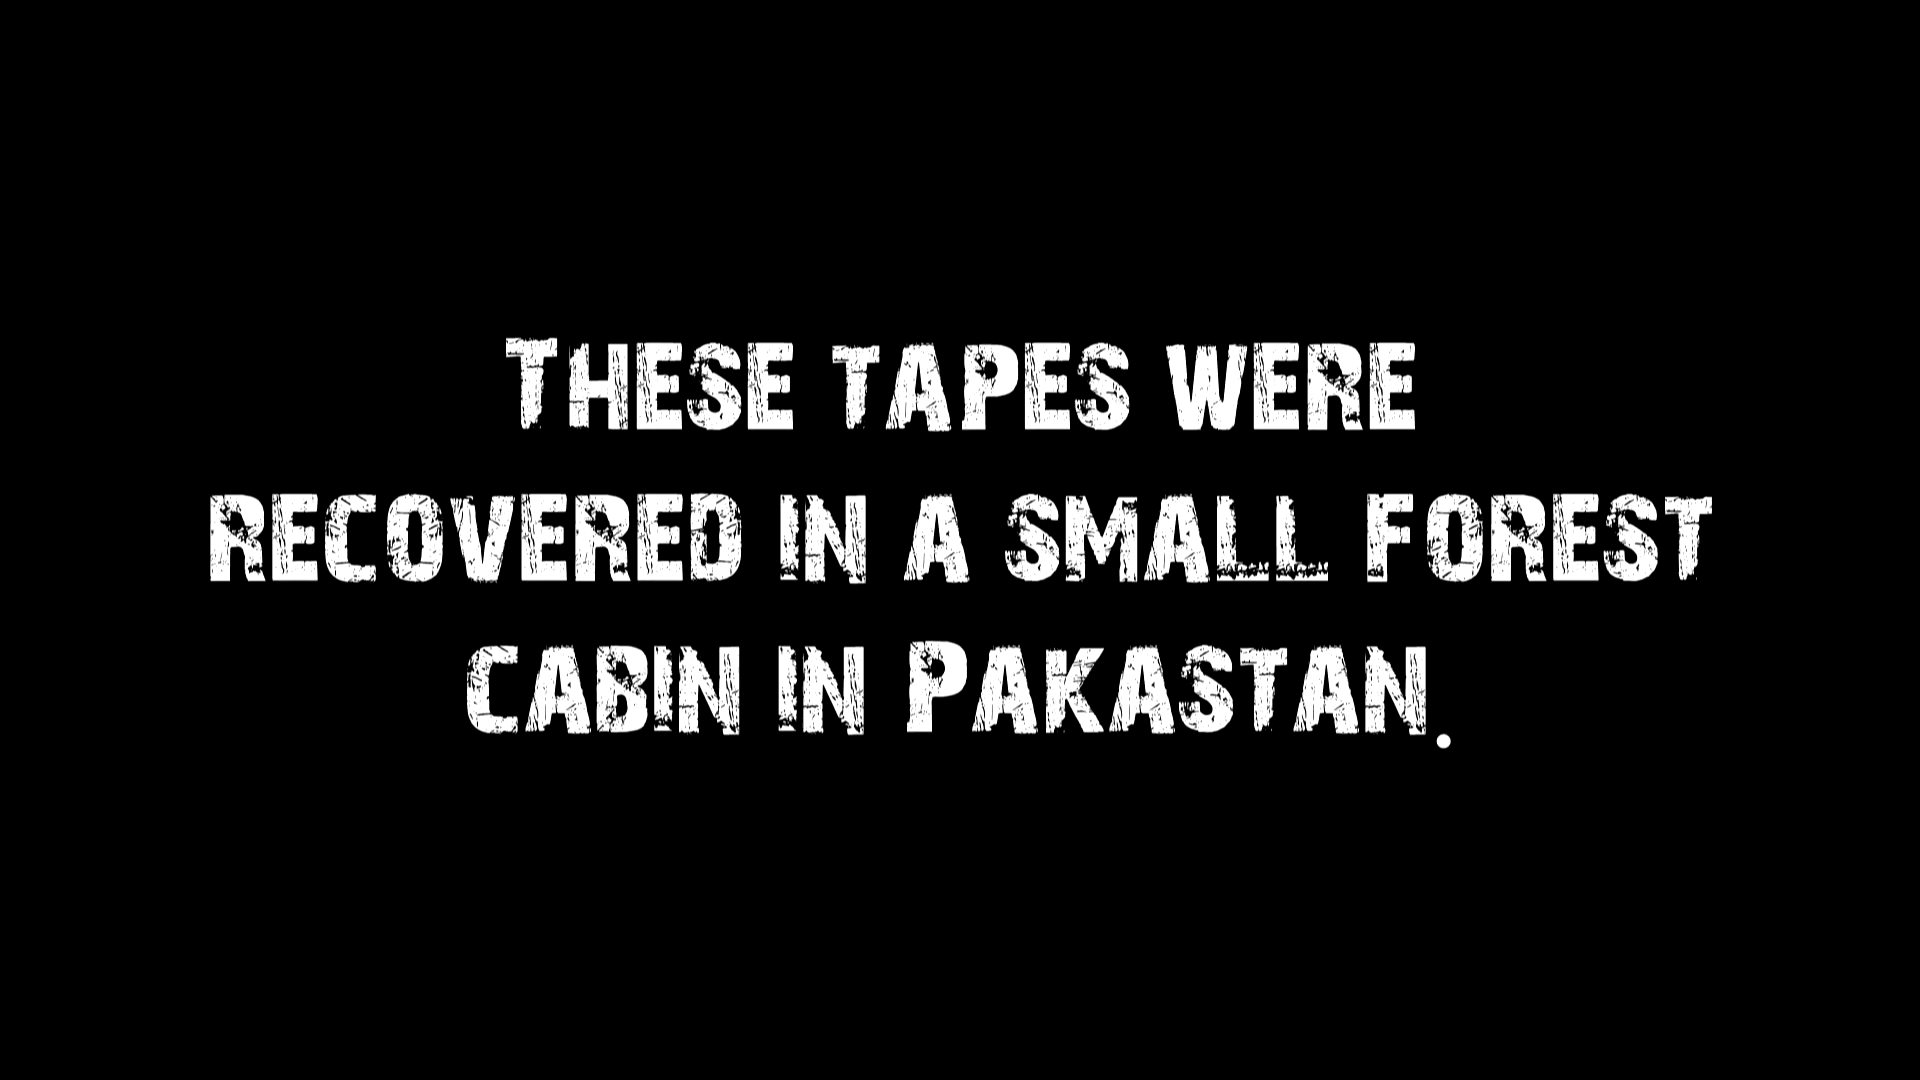 These tapes were
recovered in a small forest
cabin in Pakastan.